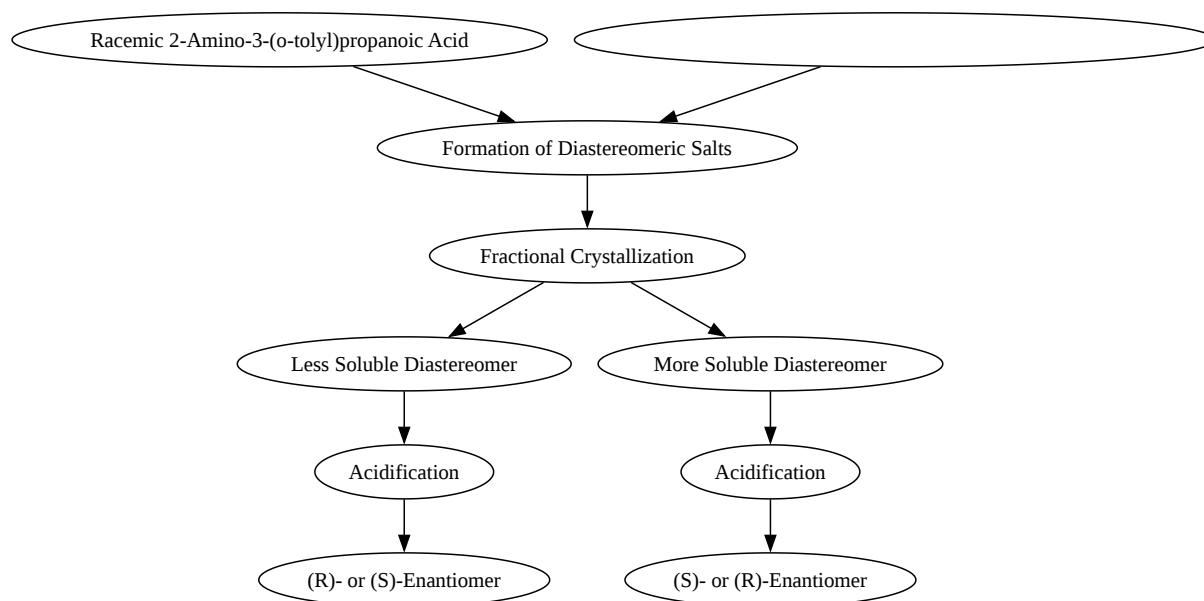 Racemic 2-Amino-3-(o-tolyl)propanoic Acid
Formation of Diastereomeric Salts
Fractional Crystallization
Less Soluble Diastereomer
More Soluble Diastereomer
Acidification
Acidification
(R)- or (S)-Enantiomer
(S)- or (R)-Enantiomer